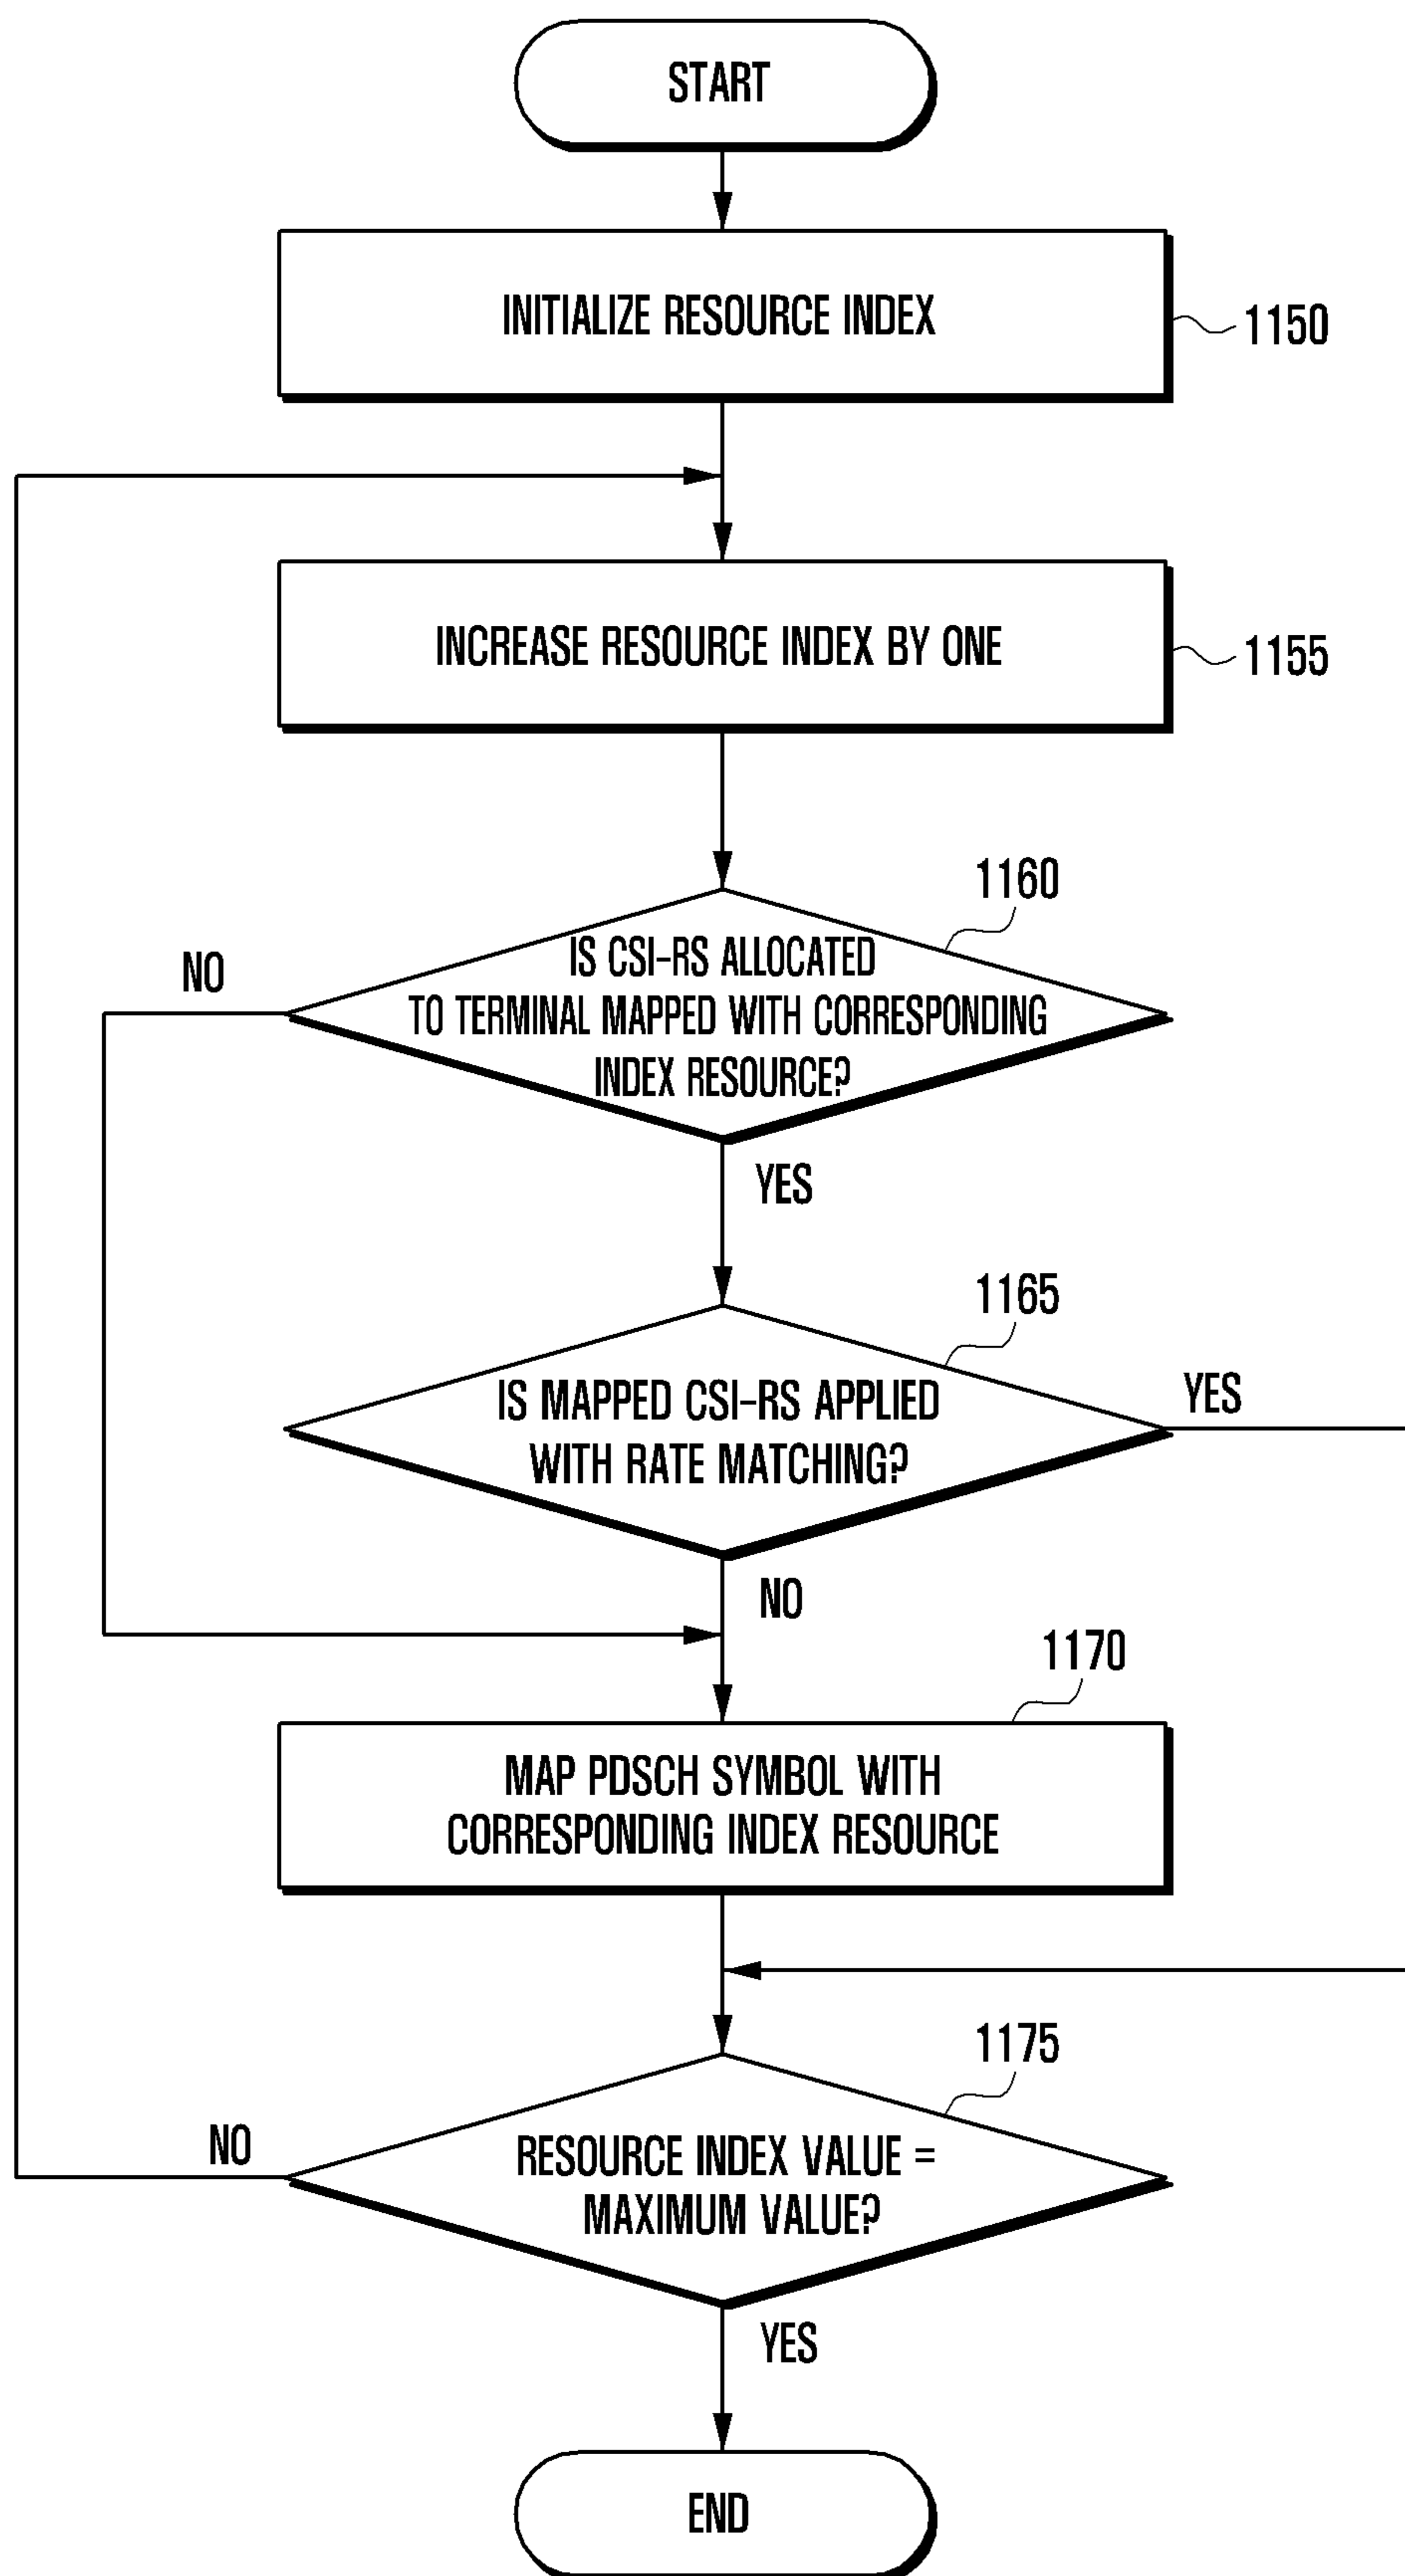 START
INITIALIZE RESOURCE INDEX
1150
INCREASE RESOURCE INDEX BY ONE
1155
1160
IS CSI-RS ALLOCATED
TO TERMINAL MAPPED WITH CORRESPONDING
INDEX RESOURCE?
NO
YES
1165
IS MAPPED CSI-RS APPLIED
WITH RATE MATCHING?
YES
NO
1170
MAP PDSCH SYMBOL WITH
CORRESPONDING INDEX RESOURCE
1175
RESOURCE INDEX VALUE =
MAXIMUM VALUE?
NO
YES
END